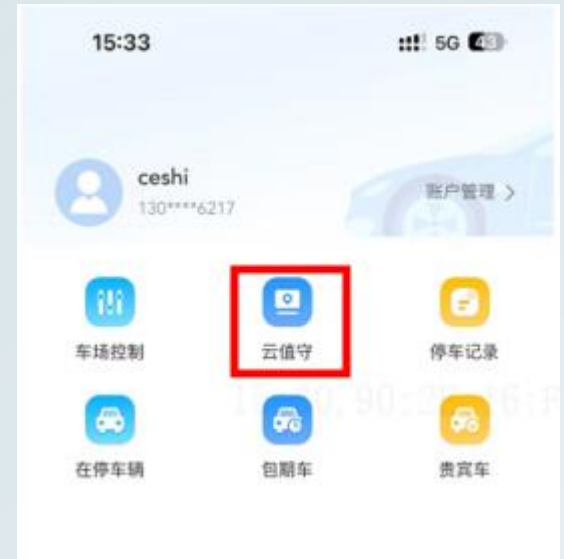 15:33 5G 43
ceshi
130****6217
账户管理 >
车场控制 云值守 停车记录
在停车辆 包期车 贵宾车